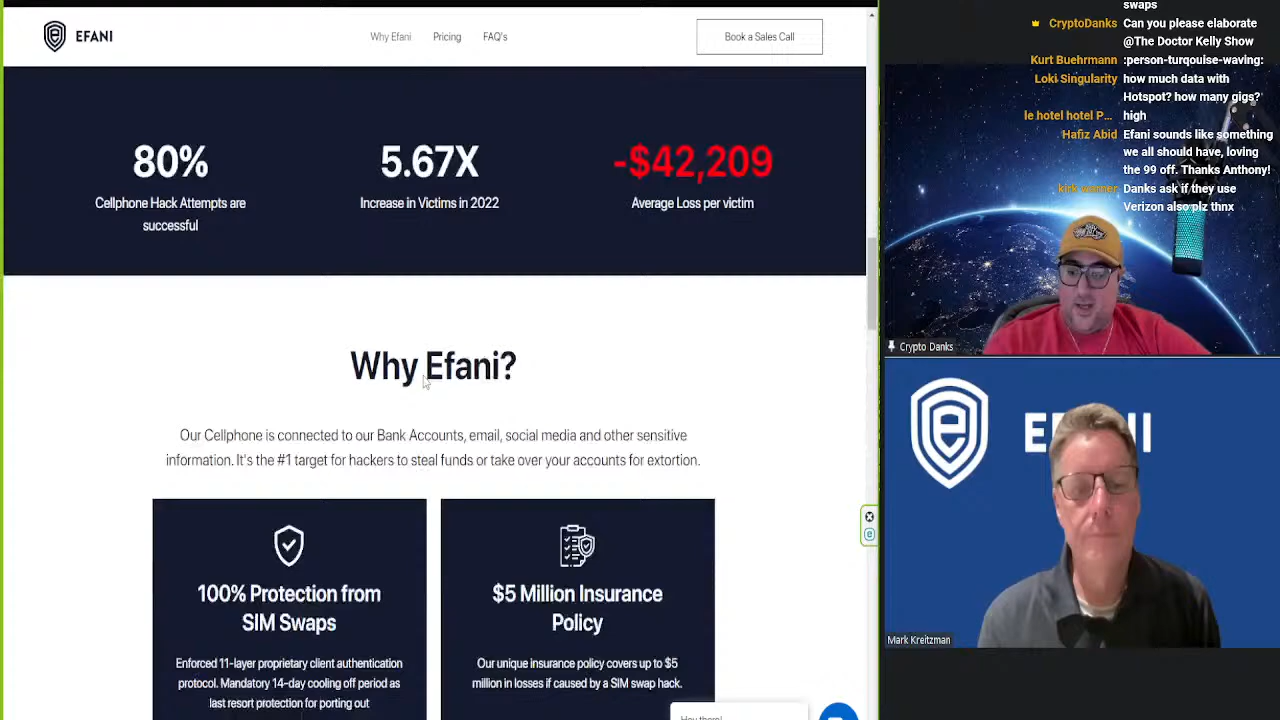 EFANI
Why Efani
Pricing
FAQ's
Book a Sales Call
80%
Cellphone Hack Attempts are
successful
5.67X
Increase in Victims in 2022
-$42,209
Average Loss per victim
Why Efani?
Our Cellphone is connected to our Bank Accounts, email, social media and other sensitive
information. It's the #1 target for hackers to steal funds or take over your accounts for extortion.
100% Protection from
SIM Swaps
Enforced 11-layer proprietary client authentication
protocol. Mandatory 14-day cooling off period as
last resort protection for porting out
$5 Million Insurance
Policy
Our unique insurance policy covers up to $5
million in losses if caused by a SIM swap hack.
Hey there!
swaps
CryptoDanks Can you please elaborate
@The Doctor Kelly Show
Kurt Buehrmann :person-turqouise-waving:
Loki Singularity how much data with
Hotspot? how many gigs?
le hotel hotel P... high
Hafiz Abid Efani sounds like something
we all should have, loving
the 99 off. Thanks Anthony!
kirk warner Danks ask if they use
Verizon also plz thnx
Crypto Danks
Mark Kreitzman